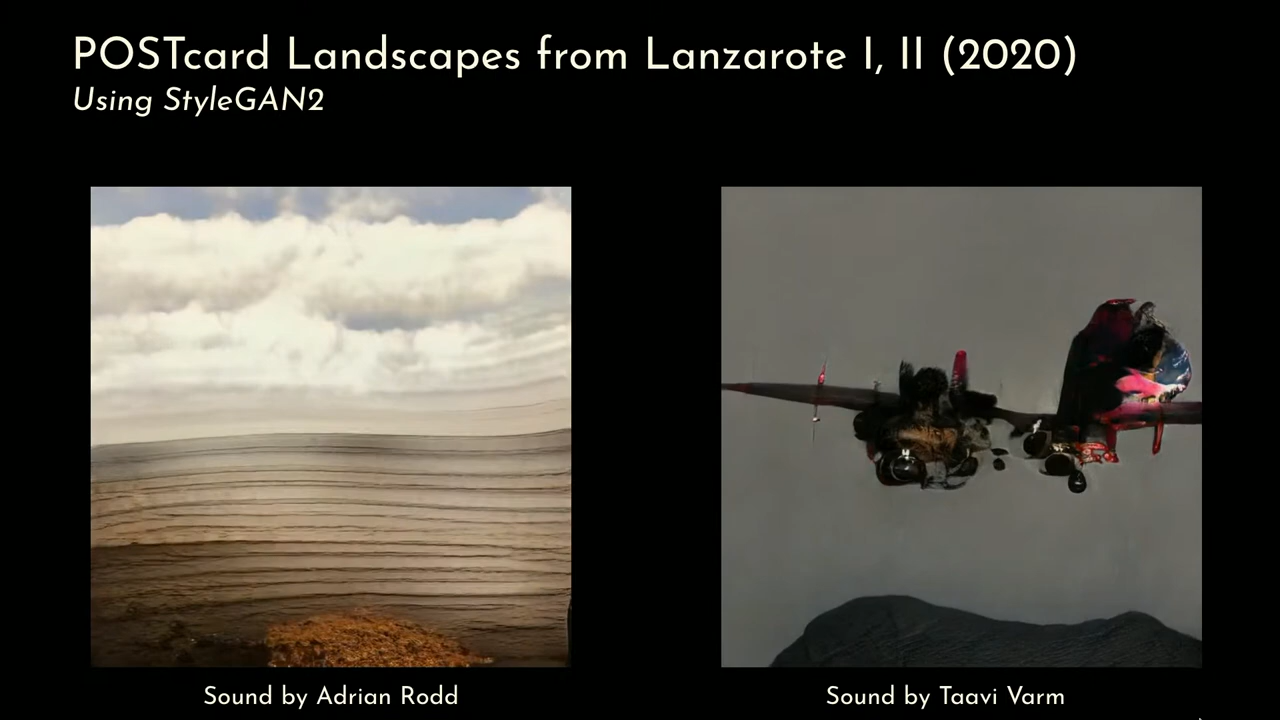 POSTcard Landscapes from Lanzarote I, II (2020)
Using StyleGAN2
Sound by Adrian Rodd
Sound by Taavi Varm